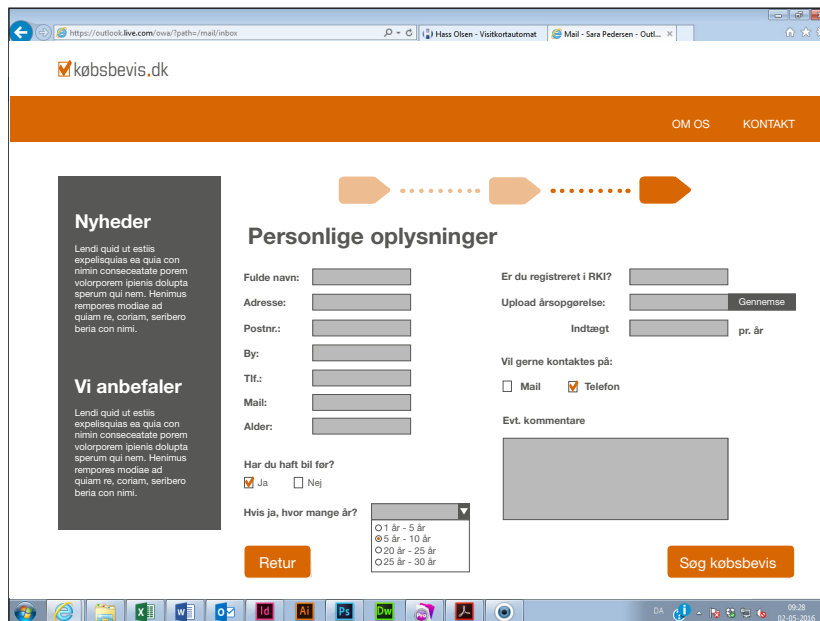 https://outlook.live.com/owa/?path=/mail/inbox
Hass Olsen - Visitkortautomat
Mail - Sara Pedersen - Outl...
købsbevis.dk
OM OS
KONTAKT
Nyheder
Lendi quid ut estiis
expelisquias ea quia con
nimin conseceatate porem
volorporem ipienis dolupta
sperum qui nem. Henimus
rempores modiae ad
quiam re, coriam, seribero
beria con nimi.
Vi anbefaler
Lendi quid ut estiis
expelisquias ea quia con
nimin conseceatate porem
volorporem ipienis dolupta
sperum qui nem. Henimus
rempores modiae ad
quiam re, coriam, seribero
beria con nimi.
Personlige oplysninger
Fulde navn:
Adresse:
Postnr.:
By:
Tlf.:
Mail:
Alder:
Har du haft bil før?
Ja
Nej
Hvis ja, hvor mange år?
1 år - 5 år
5 år - 10 år
20 år - 25 år
25 år - 30 år
Retur
Er du registreret i RKI?
Upload årsopgørelse:
Gennemse
Indtægt
pr. år
Vil gerne kontaktes på:
Mail
Telefon
Evt. kommentare
Søg købsbevis
Id
Ai
Ps
Dw
Pro
DA
09:28
02-05-2016